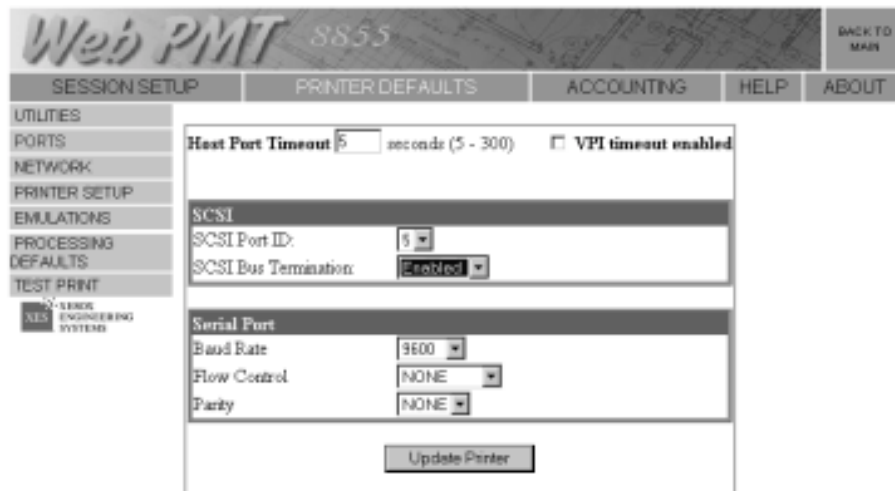 Web PMT 8855
BACK TO
MAIN
SESSION SETUP PRINTER DEFAULTS ACCOUNTING HELP ABOUT
UTILITIES
PORTS
NETWORK
PRINTER SETUP
EMULATIONS
PROCESSING
DEFAULTS
TEST PRINT
XES XEROX
ENGINEERING
SYSTEMS
Host Port Timeout 5 seconds (5 - 300) VPI timeout enabled
SCSI
SCSI Port ID: 5
SCSI Bus Termination: Enabled
Serial Port
Baud Rate 9600
Flow Control NONE
Parity NONE
Update Printer